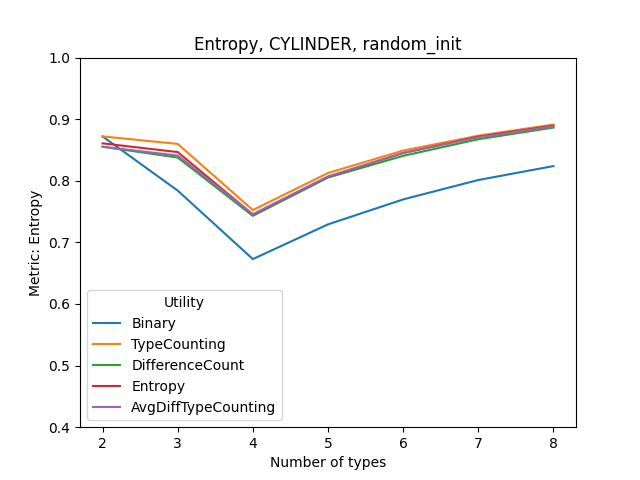 Entropy, CYLINDER, random_init
Metric: Entropy
1.0
0.9
0.8
0.7
0.6
0.5
0.4
Utility
Binary
TypeCounting
DifferenceCount
Entropy
AvgDiffTypeCounting
2 3 4 5 6 7 8
Number of types